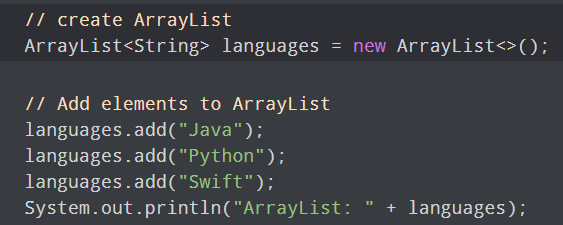 // create ArrayList
ArrayList<String> languages = new ArrayList<>();
// Add elements to ArrayList
languages.add("Java");
languages.add("Python");
languages.add("Swift");
System.out.println("ArrayList: " + languages);